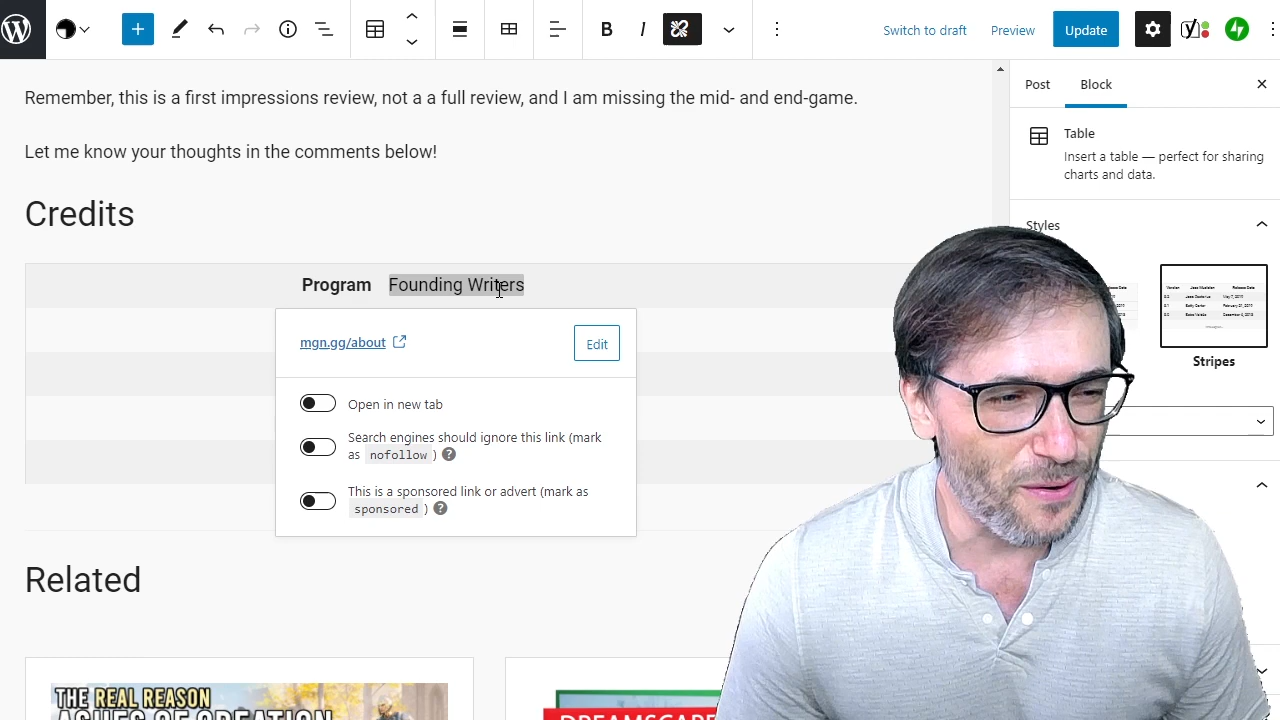 B I
Switch to draft Preview Update
Post Block
Remember, this is a first impressions review, not a a full review, and I am missing the mid- and end-game.
Let me know your thoughts in the comments below!
Table
Insert a table — perfect for sharing
charts and data.
Credits
Styles
Program Founding Writers
mgn.gg/about Edit
Open in new tab
Search engines should ignore this link (mark
as nofollow ) ?
This is a sponsored link or advert (mark as
sponsored ) ?
Stripes
Related
THE REAL REASON
ASHES OF CREATION
DREAMSCAPE